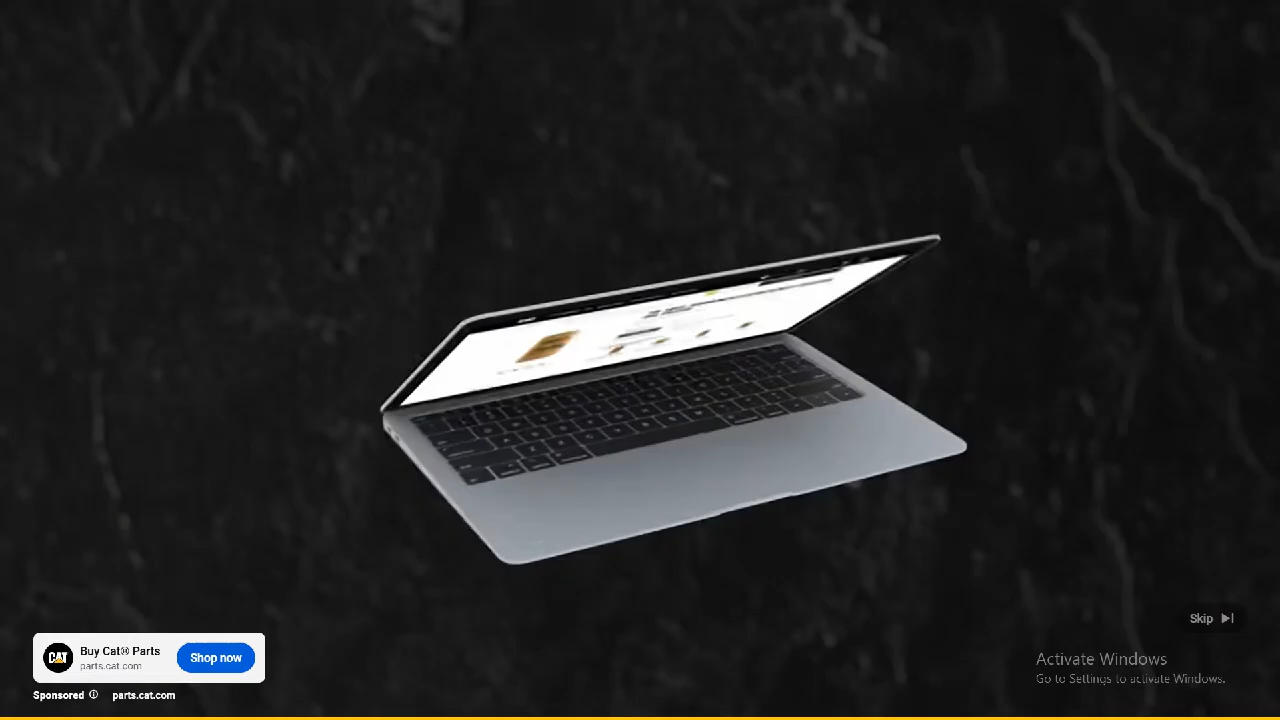 Skip
CAT
Buy Cat® Parts
parts.cat.com
Shop now
Activate Windows
Go to Settings to activate Windows.
Sponsored
parts.cat.com